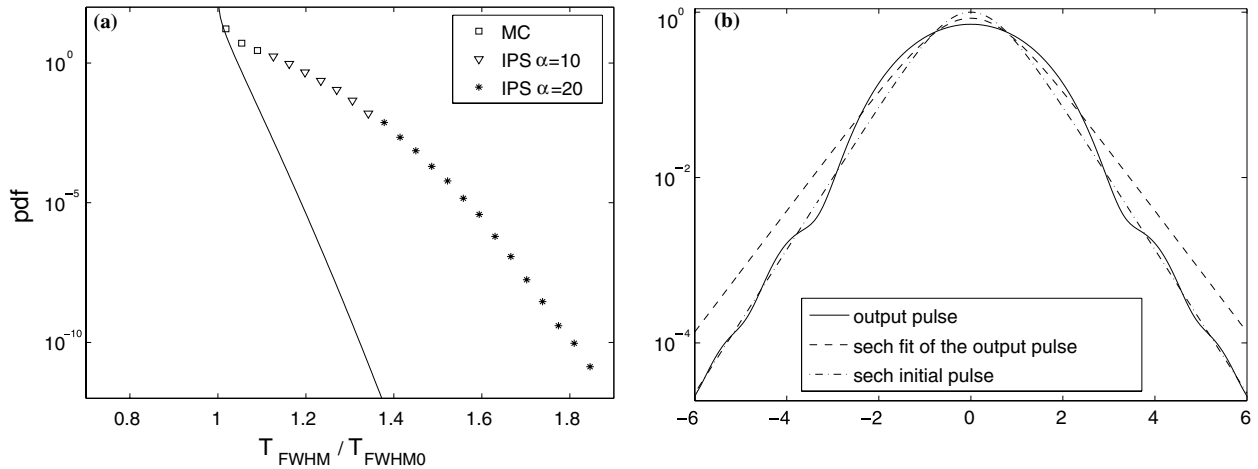 (a)
MC
IPS α=10
IPS α=20
pdf
10^0
10^-5
10^-10
0.8 1 1.2 1.4 1.6 1.8
T_FWHM / T_FWHM0
(b)
10^0
10^-2
10^-4
output pulse
sech fit of the output pulse
sech initial pulse
−6 −4 −2 0 2 4 6